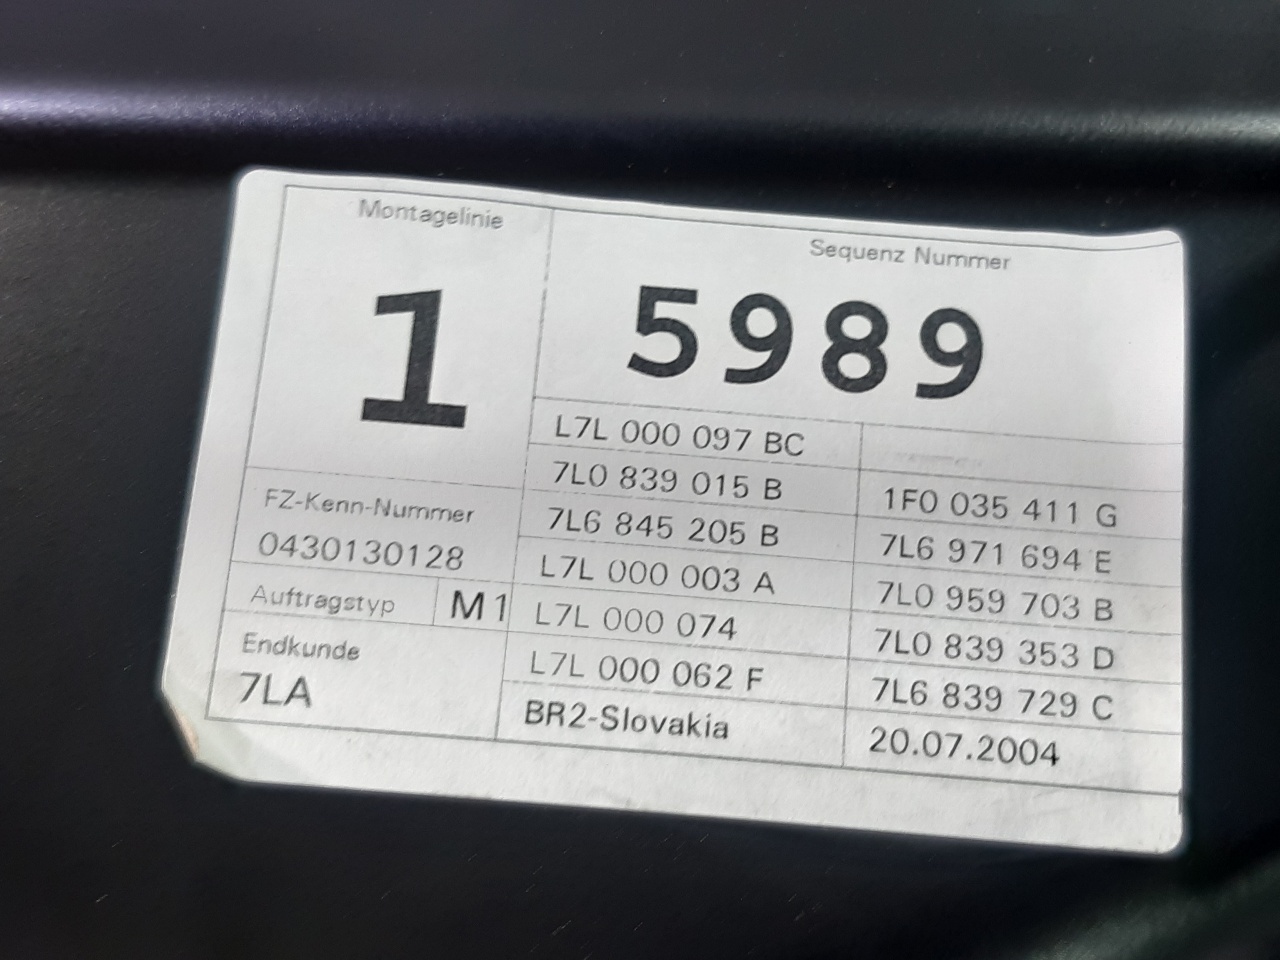 Montagelinie
1
Sequenz Nummer
5989
FZ-Kenn-Nummer
0430130128
Auftragstyp M1
Endkunde
7LA
L7L 000 097 BC
7L0 839 015 B
7L6 845 205 B
L7L 000 003 A
L7L 000 074
L7L 000 062 F
BR2-Slovakia
1F0 035 411 G
7L6 971 694 E
7L0 959 703 B
7L0 839 353 D
7L6 839 729 C
20.07.2004